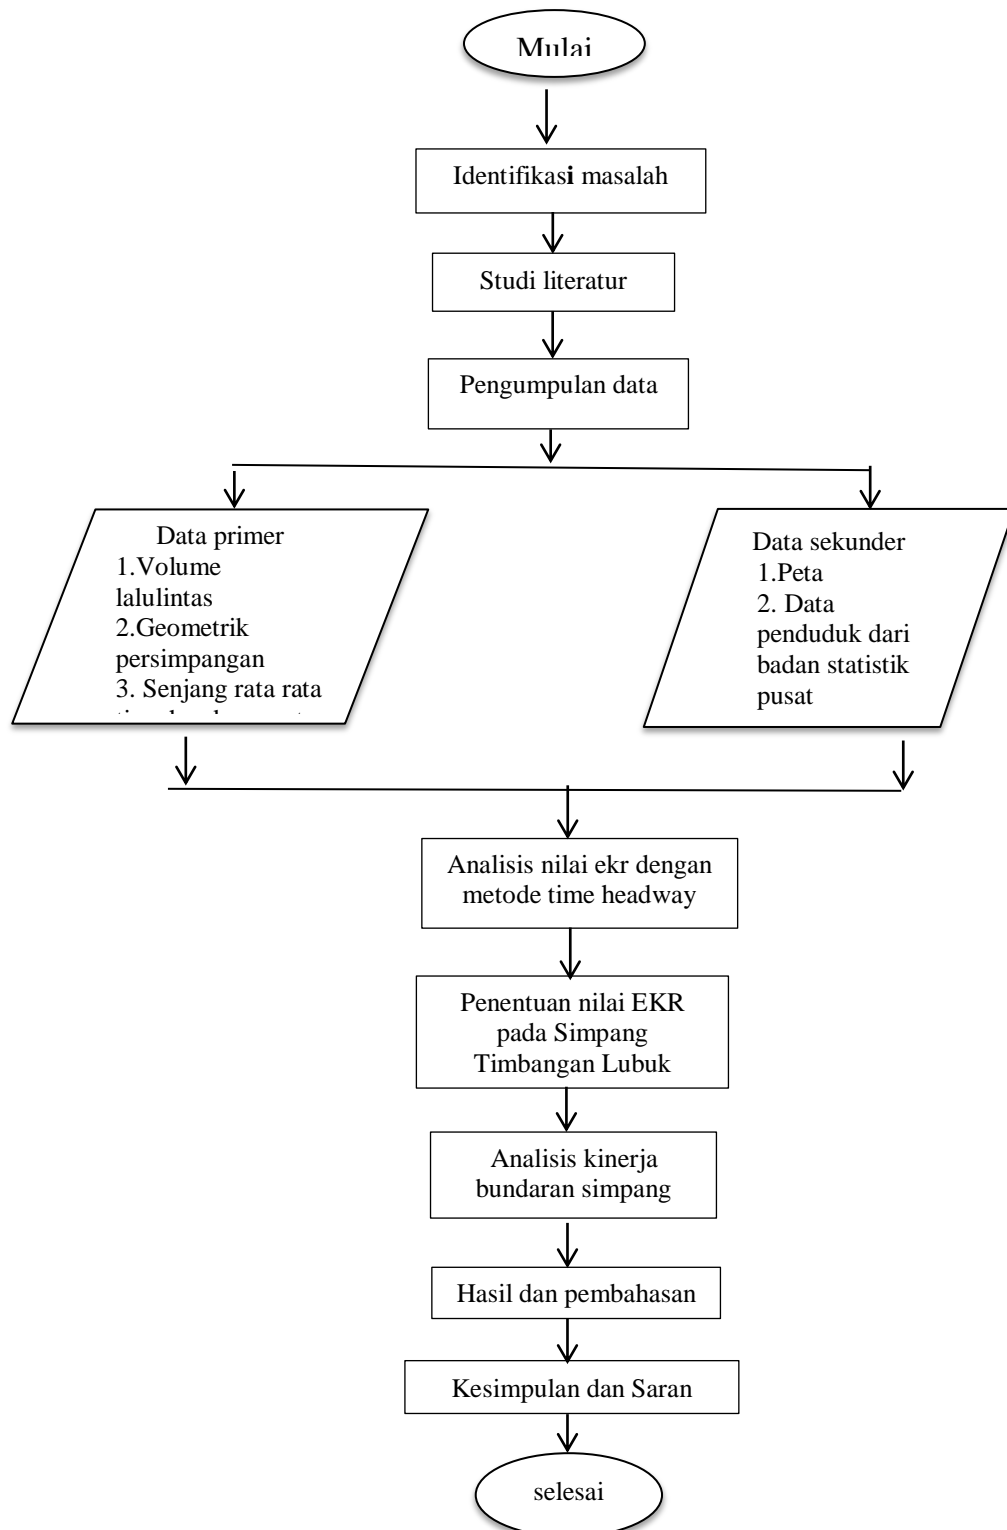 Mulai
Identifikasi masalah
Studi literatur
Pengumpulan data
Data primer
1.Volume
lalulintas
2.Geometrik
persimpangan
3. Senjang rata rata
Data sekunder
1.Peta
2. Data
penduduk dari
badan statistik
pusat
Analisis nilai ekr dengan
metode time headway
Penentuan nilai EKR
pada Simpang
Timbangan Lubuk
Analisis kinerja
bundaran simpang
Hasil dan pembahasan
Kesimpulan dan Saran
selesai